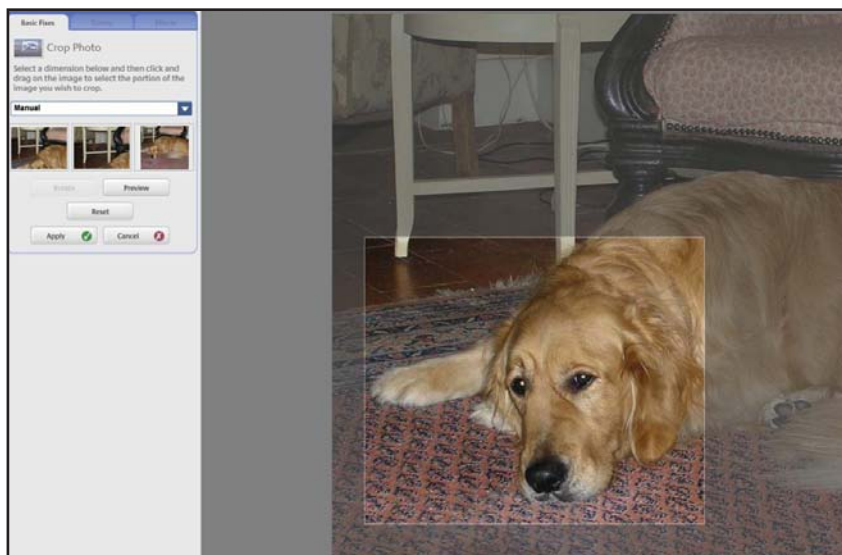 Basic Fixes
Crop Photo
Select a dimension below and then click and
drag on the image to select the portion of the
image you wish to crop.
Manual
Rotate Preview
Reset
Apply Cancel